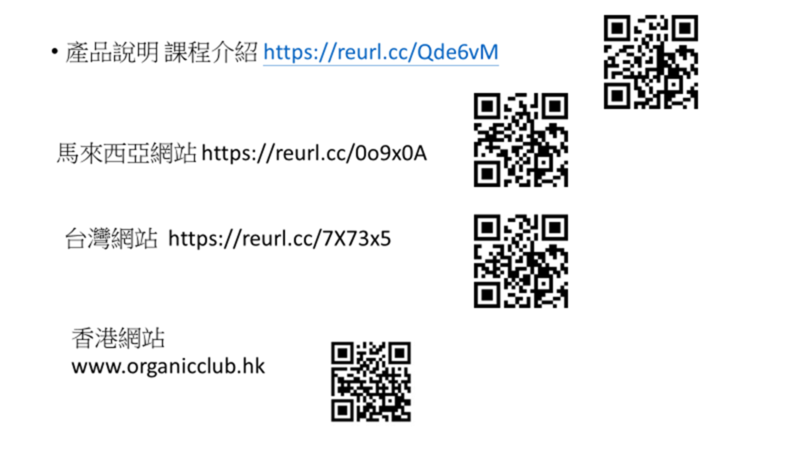 • 產品說明 課程介紹 https://reurl.cc/Qde6vM
馬來西亞網站 https://reurl.cc/0o9x0A
台灣網站 https://reurl.cc/7X73x5
香港網站
www.organicclub.hk